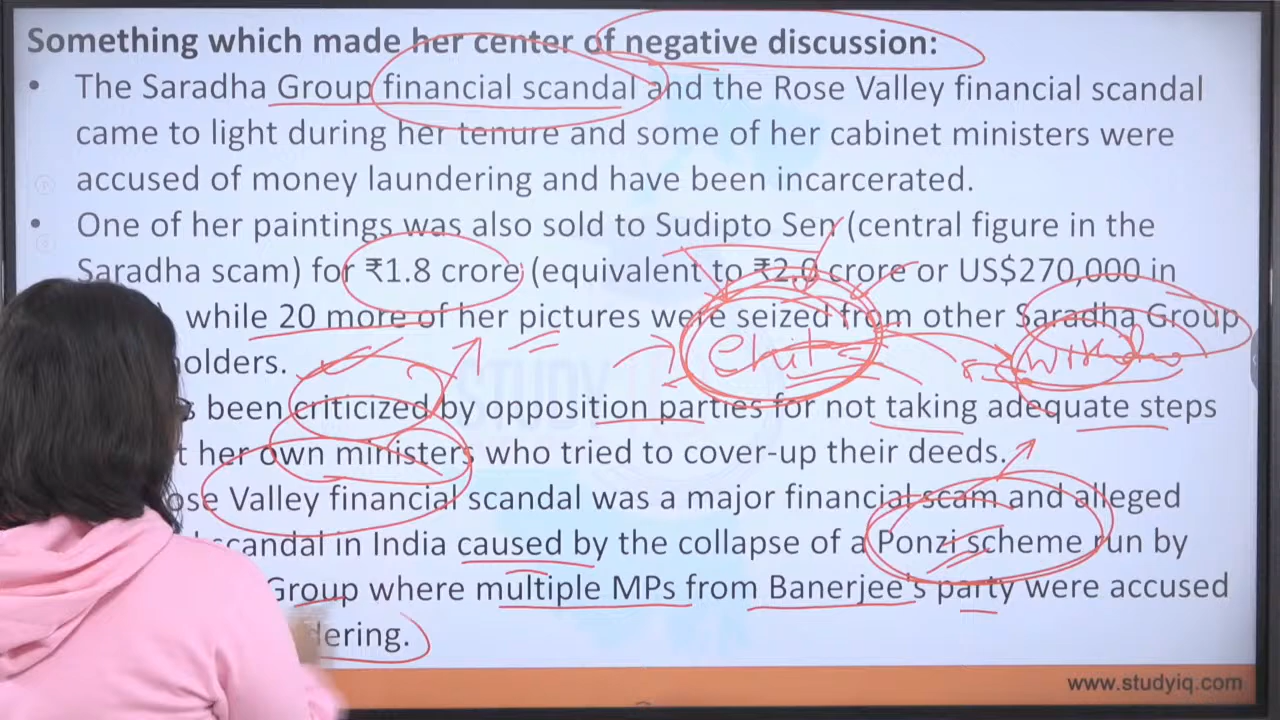 Something which made her center of negative discussion:
• The Saradha Group financial scandal and the Rose Valley financial scandal
came to light during her tenure and some of her cabinet ministers were
accused of money laundering and have been incarcerated.
• One of her paintings was also sold to Sudipto Sen (central figure in the
Saradha scam) for ₹1.8 crore (equivalent to ₹2.0 crore or US$270,000 in
while 20 more of her pictures were seized from other Saradha Group
olders.
s been criticized by opposition parties for not taking adequate steps
t her own ministers who tried to cover-up their deeds.
ose Valley financial scandal was a major financial scam and alleged
scandal in India caused by the collapse of a Ponzi scheme run by
Group where multiple MPs from Banerjee's party were accused
dering.
Chit
STUDY
www.studyiq.com